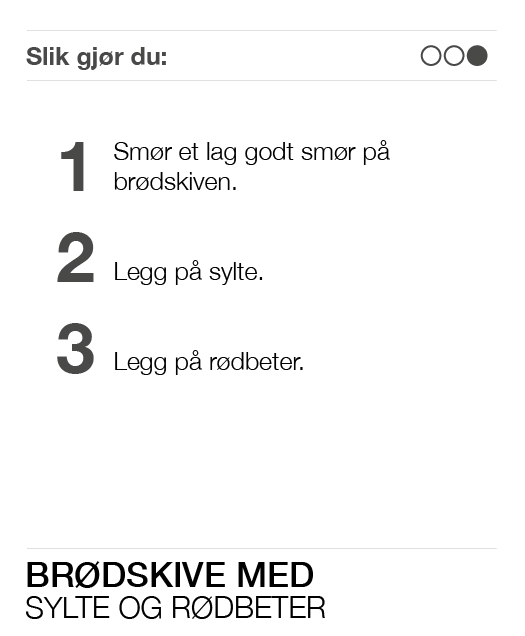 Slik gjør du:
1 Smør et lag godt smør på
brødskiven.
2 Legg på sylte.
3 Legg på rødbeter.
BRØDSKIVE MED
SYLTE OG RØDBETER